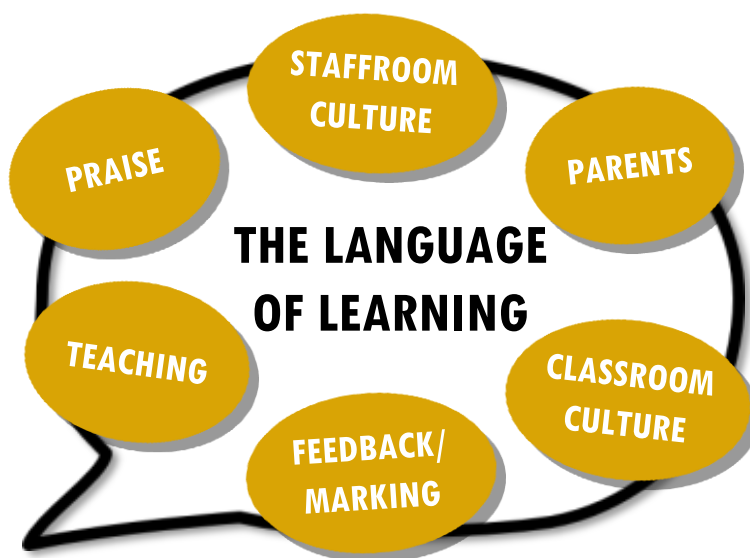 STAFFROOM
CULTURE
PRAISE
PARENTS
THE LANGUAGE
OF LEARNING
TEACHING
CLASSROOM
CULTURE
FEEDBACK/
MARKING